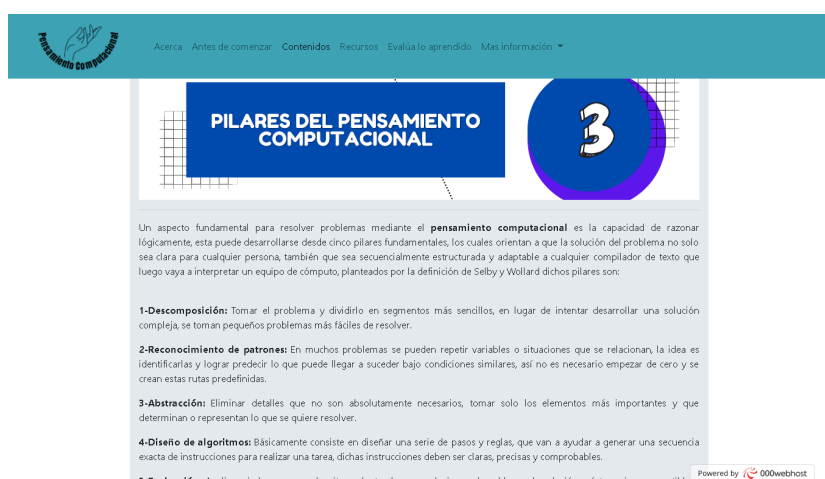 Pensamiento Computacional
Acerca Antes de comenzar Contenidos Recursos Evalúa lo aprendido Mas información
PILARES DEL PENSAMIENTO
COMPUTACIONAL
3
Un aspecto fundamental para resolver problemas mediante el pensamiento computacional es la capacidad de razonar
lógicamente, esta puede desarrollarse desde cinco pilares fundamentales, los cuales orientan a que la solución del problema no solo
sea clara para cualquier persona, también que sea secuencialmente estructurada y adaptable a cualquier compilador de texto que
luego vaya a interpretar un equipo de cómputo, planteados por la definición de Selby y Wollard dichos pilares son:
1-Descomposición: Tomar el problema y dividirlo en segmentos más sencillos, en lugar de intentar desarrollar una solución
compleja, se toman pequeños problemas más fáciles de resolver.
2-Reconocimiento de patrones: En muchos problemas se pueden repetir variables o situaciones que se relacionan, la idea es
identificarlas y lograr predecir lo que puede llegar a suceder bajo condiciones similares, así no es necesario empezar de cero y se
crean estas rutas predefinidas.
3-Abstracción: Eliminar detalles que no son absolutamente necesarios, tomar solo los elementos más importantes y que
determinan o representan lo que se quiere resolver.
4-Diseño de algoritmos: Básicamente consiste en diseñar una serie de pasos y reglas, que van a ayudar a generar una secuencia
exacta de instrucciones para realizar una tarea, dichas instrucciones deben ser claras, precisas y comprobables.
Powered by 000webhost